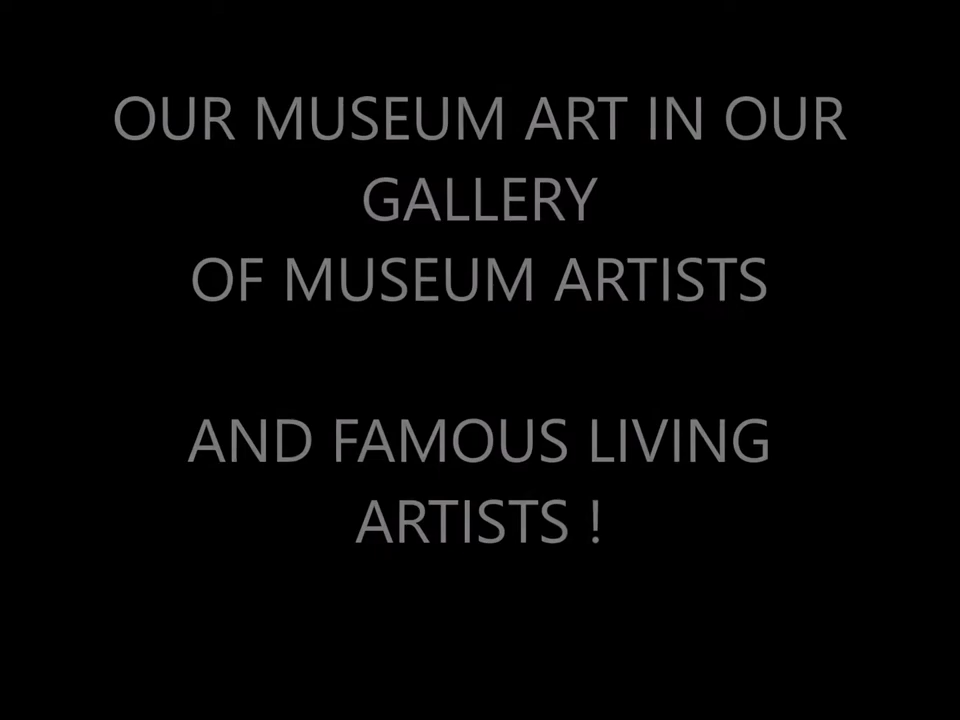 OUR MUSEUM ART IN OUR
GALLERY
OF MUSEUM ARTISTS
AND FAMOUS LIVING
ARTISTS !